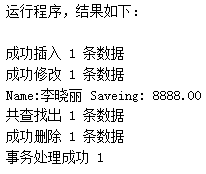 运行程序，结果如下：
成功插入 1 条数据
成功修改 1 条数据
Name:李晓丽 Saveing: 8888.00
共查找出 1 条数据
成功删除 1 条数据
事务处理成功 1